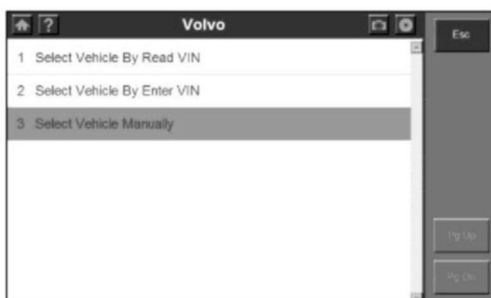 ? Volvo
Esc
1 Select Vehicle By Read VIN
2 Select Vehicle By Enter VIN
3 Select Vehicle Manually
Pg Up
Pg Dn